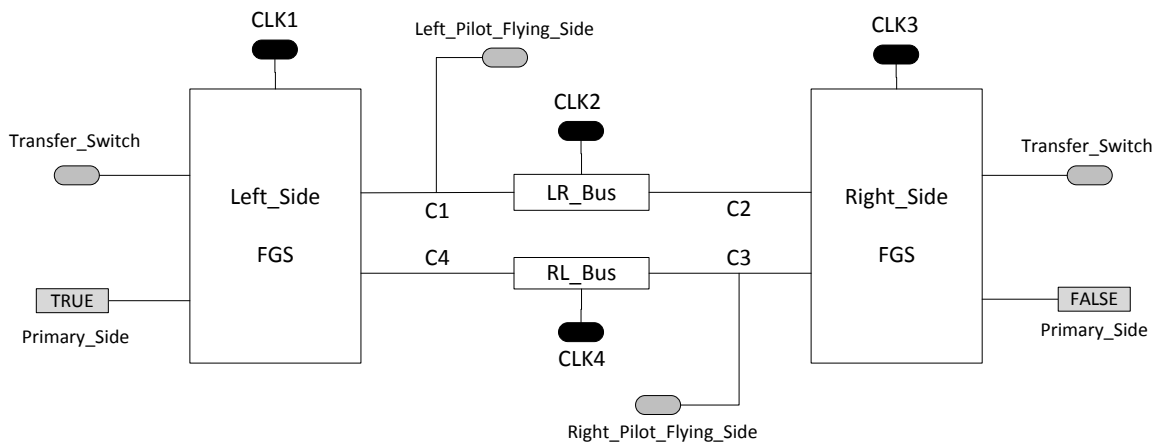 CLK1
Left_Pilot_Flying_Side
CLK3
CLK2
Transfer_Switch
Transfer_Switch
Left_Side
LR_Bus
Right_Side
C1
C2
FGS
C4
RL_Bus
C3
FGS
TRUE
FALSE
Primary_Side
CLK4
Primary_Side
Right_Pilot_Flying_Side